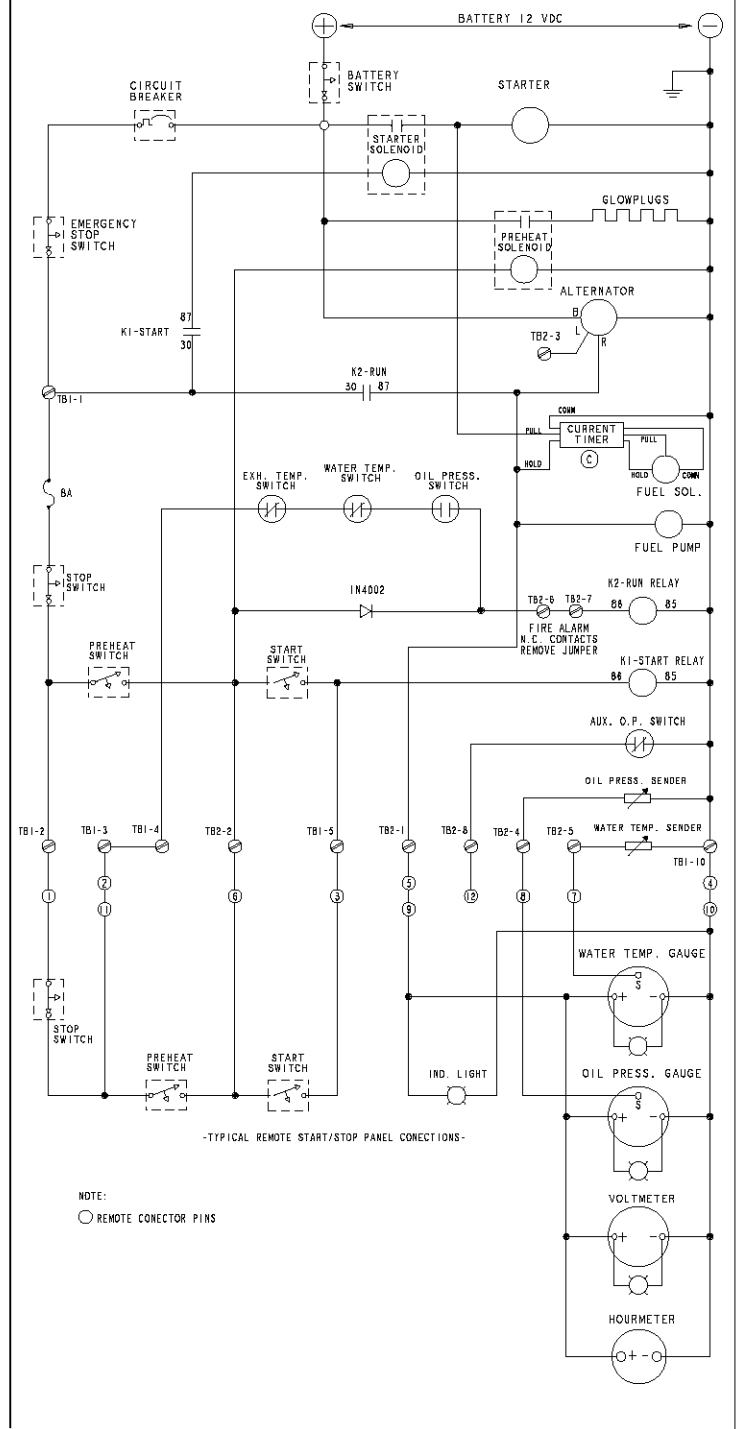 BATTERY 12 VDC
+
-
BATTERY
SWITCH
CIRCUIT
BREAKER
STARTER
STARTER
SOLENOID
EMERGENCY
STOP
SWITCH
GLOWPLUGS
PREHEAT
SOLENOID
ALTERNATOR
B
L
R
TB2-3
87
K1-START
30
K2-RUN
30 87
TB1-1
COMM
PULL
CURRENT
TIMER
C
PULL
HOLD
HOLD
COMM
FUEL SOL.
8A
EXH. TEMP.
SWITCH
WATER TEMP.
SWITCH
OIL PRESS.
SWITCH
FUEL PUMP
STOP
SWITCH
1N4002
TB2-6
TB2-7
K2-RUN RELAY
86
85
FIRE ALARM
N.C. CONTACTS
REMOVE JUMPER
PREHEAT
SWITCH
START
SWITCH
K1-START RELAY
86
85
AUX. O.P. SWITCH
OIL PRESS. SENDER
TB1-2
TB1-3
TB1-4
TB2-2
TB1-5
TB2-1
TB2-8
TB2-4
TB2-5
WATER TEMP. SENDER
TB1-10
2
5
4
1
11
6
3
9
12
8
7
10
WATER TEMP. GAUGE
S
+ -
STOP
SWITCH
PREHEAT
SWITCH
START
SWITCH
IND. LIGHT
OIL PRESS. GAUGE
S
+ -
-TYPICAL REMOTE START/STOP PANEL CONECTIONS-
NOTE:
REMOTE CONECTOR PINS
VOLTMETER
+ -
HOURMETER
+ -